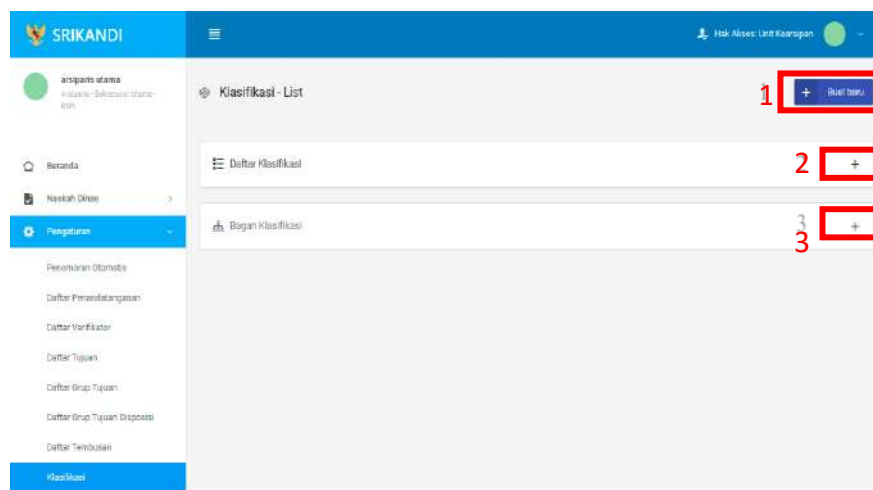 SRIKANDI
Hak Akses: Unit Kearsipan
arsiparis utama
Klasifikasi - List
1
+ Buat baru
Beranda
Daftar Klasifikasi
2
+
Naskah Dinas
Pengaturan
Bagan Klasifikasi
3
+
3
Penomoran Otomatis
Daftar Penandatanganan
Daftar Verifikator
Daftar Tujuan
Daftar Grup Tujuan
Daftar Grup Tujuan Disposisi
Daftar Tembusan
Klasifikasi